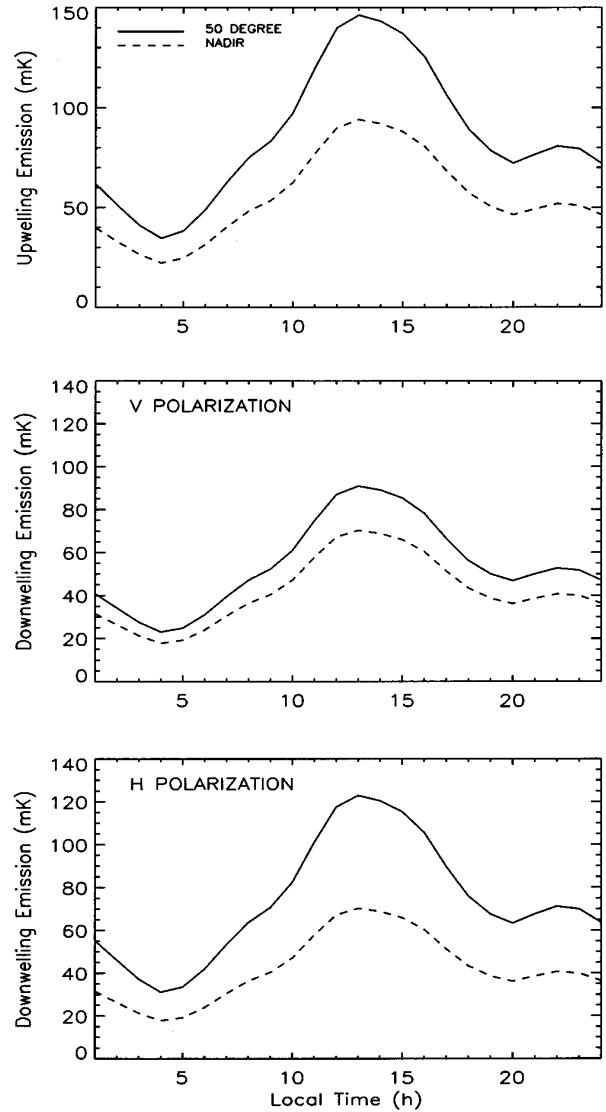 50 DEGREE
NADIR
Upwelling Emission (mK)
150
100
50
0
5 10 15 20
V POLARIZATION
Downwelling Emission (mK)
140
120
100
80
60
40
20
0
5 10 15 20
H POLARIZATION
Downwelling Emission (mK)
140
120
100
80
60
40
20
0
5 10 15 20
Local Time (h)